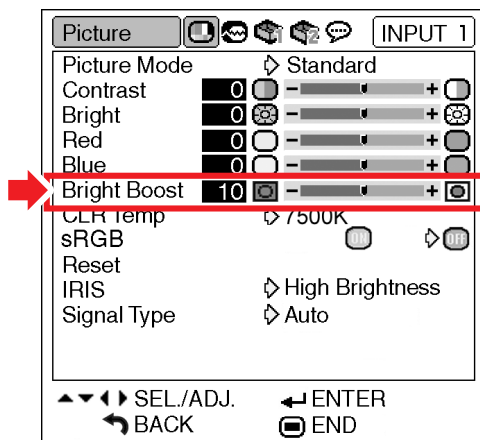 Picture INPUT 1
Picture Mode Standard
Contrast 0 - +
Bright 0 - +
Red 0 - +
Blue 0 - +
Bright Boost 10 - +
CLR Temp 7500K
sRGB ON OFF
Reset
IRIS High Brightness
Signal Type Auto
SEL./ADJ. ENTER
BACK END